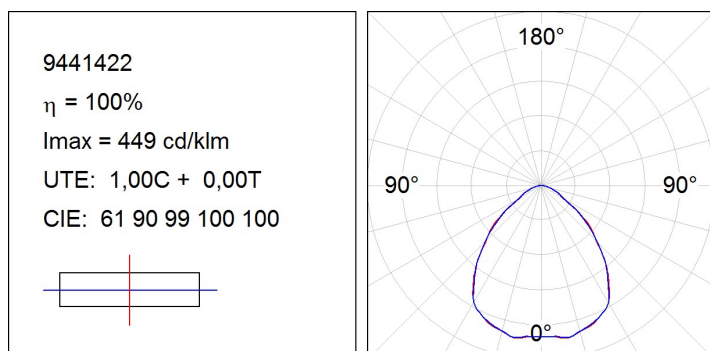 9441422
η = 100%
Imax = 449 cd/klm
UTE: 1,00C + 0,00T
CIE: 61 90 99 100 100
180°
90° 90°
0°